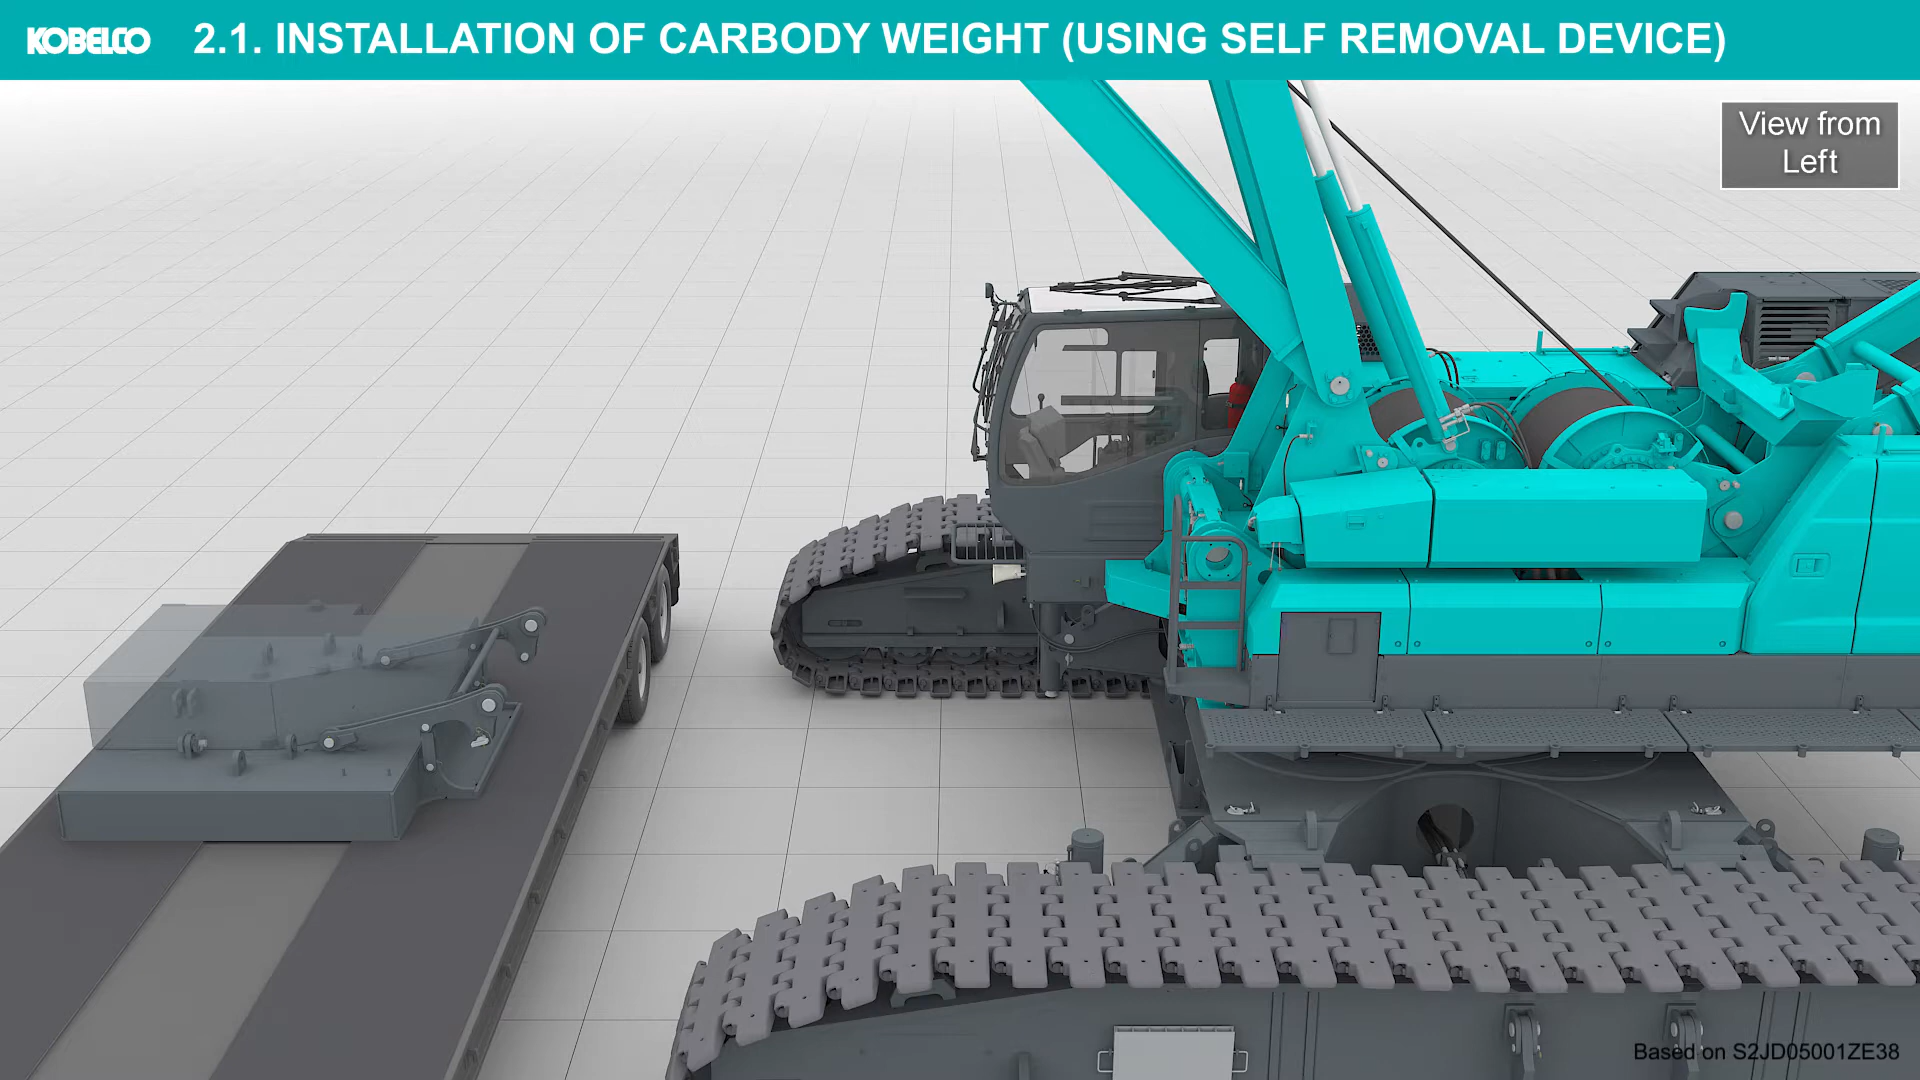 KOBELCO 2.1. INSTALLATION OF CARBODY WEIGHT (USING SELF REMOVAL DEVICE)
View from
Left
Based on S2JD05001ZE38